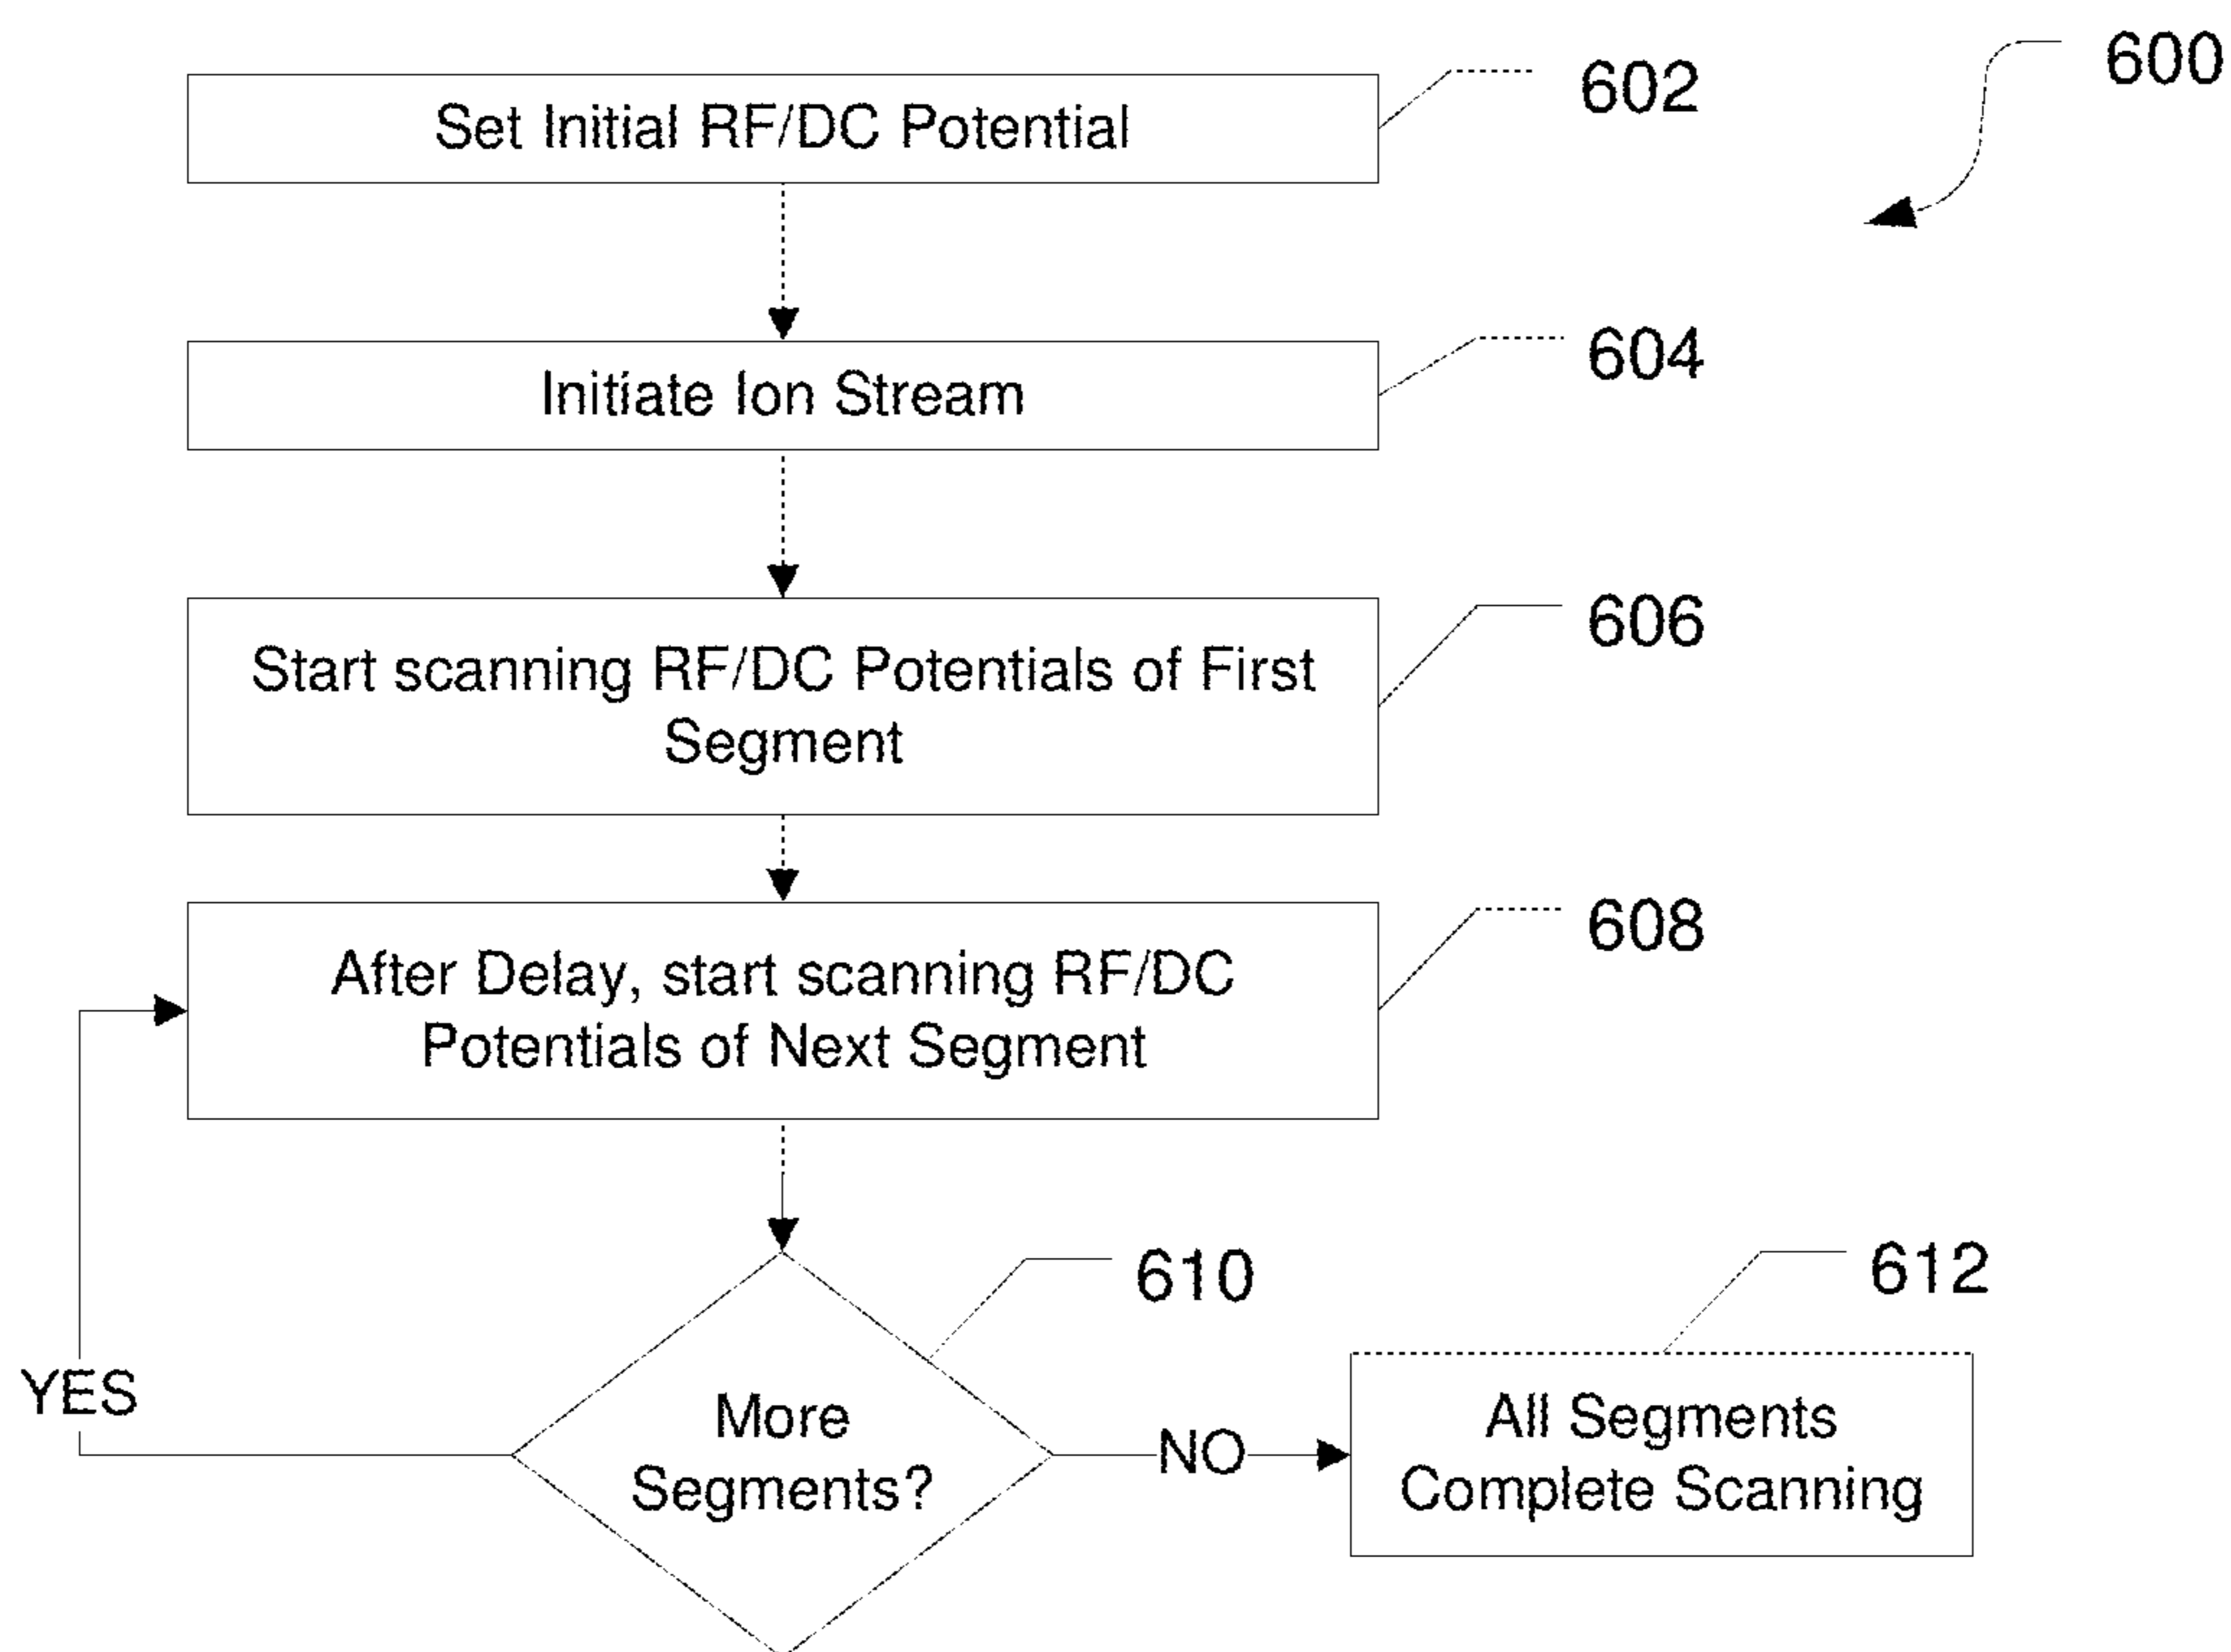 600
Set Initial RF/DC Potential
602
Initiate Ion Stream
604
Start scanning RF/DC Potentials of First
Segment
606
After Delay, start scanning RF/DC
Potentials of Next Segment
608
More
Segments?
610
YES
NO
All Segments
Complete Scanning
612